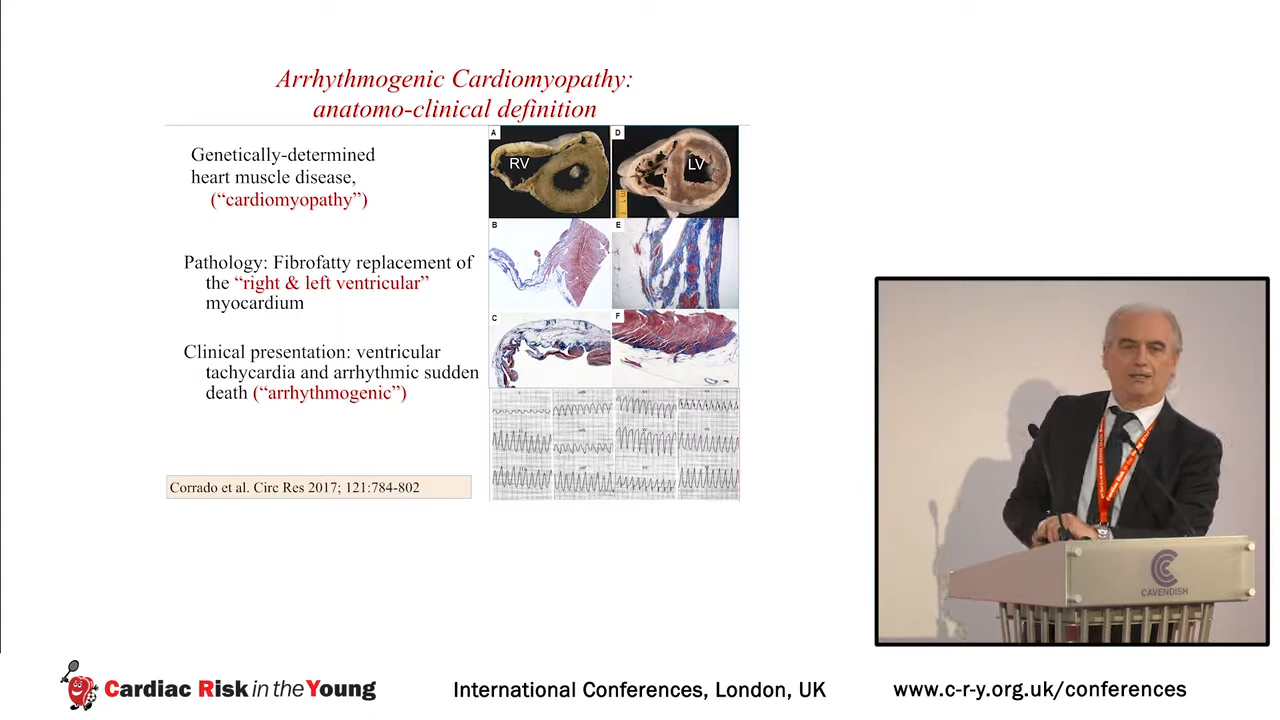 Arrhythmogenic Cardiomyopathy:
anatomo-clinical definition
Genetically-determined
heart muscle disease,
(“cardiomyopathy”)
Pathology: Fibrofatty replacement of
the “right & left ventricular”
myocardium
Clinical presentation: ventricular
tachycardia and arrhythmic sudden
death (“arrhythmogenic”)
Corrado et al. Circ Res 2017; 121:784-802
A
RV
D
LV
B
E
C
F
CAVENDISH
Cardiac Risk in the Young
International Conferences, London, UK
www.c-r-y.org.uk/conferences